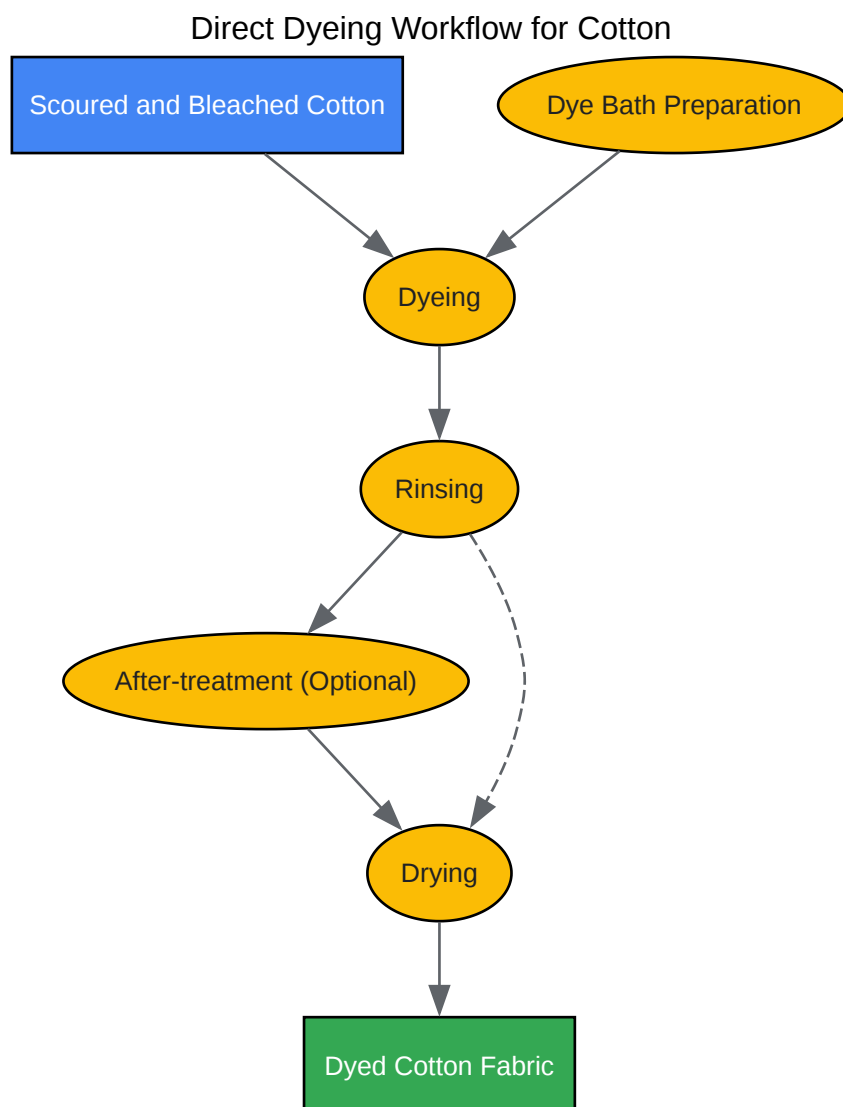 Direct Dyeing Workflow for Cotton
Scoured and Bleached Cotton
Dye Bath Preparation
Dyeing
Rinsing
After-treatment (Optional)
Drying
Dyed Cotton Fabric